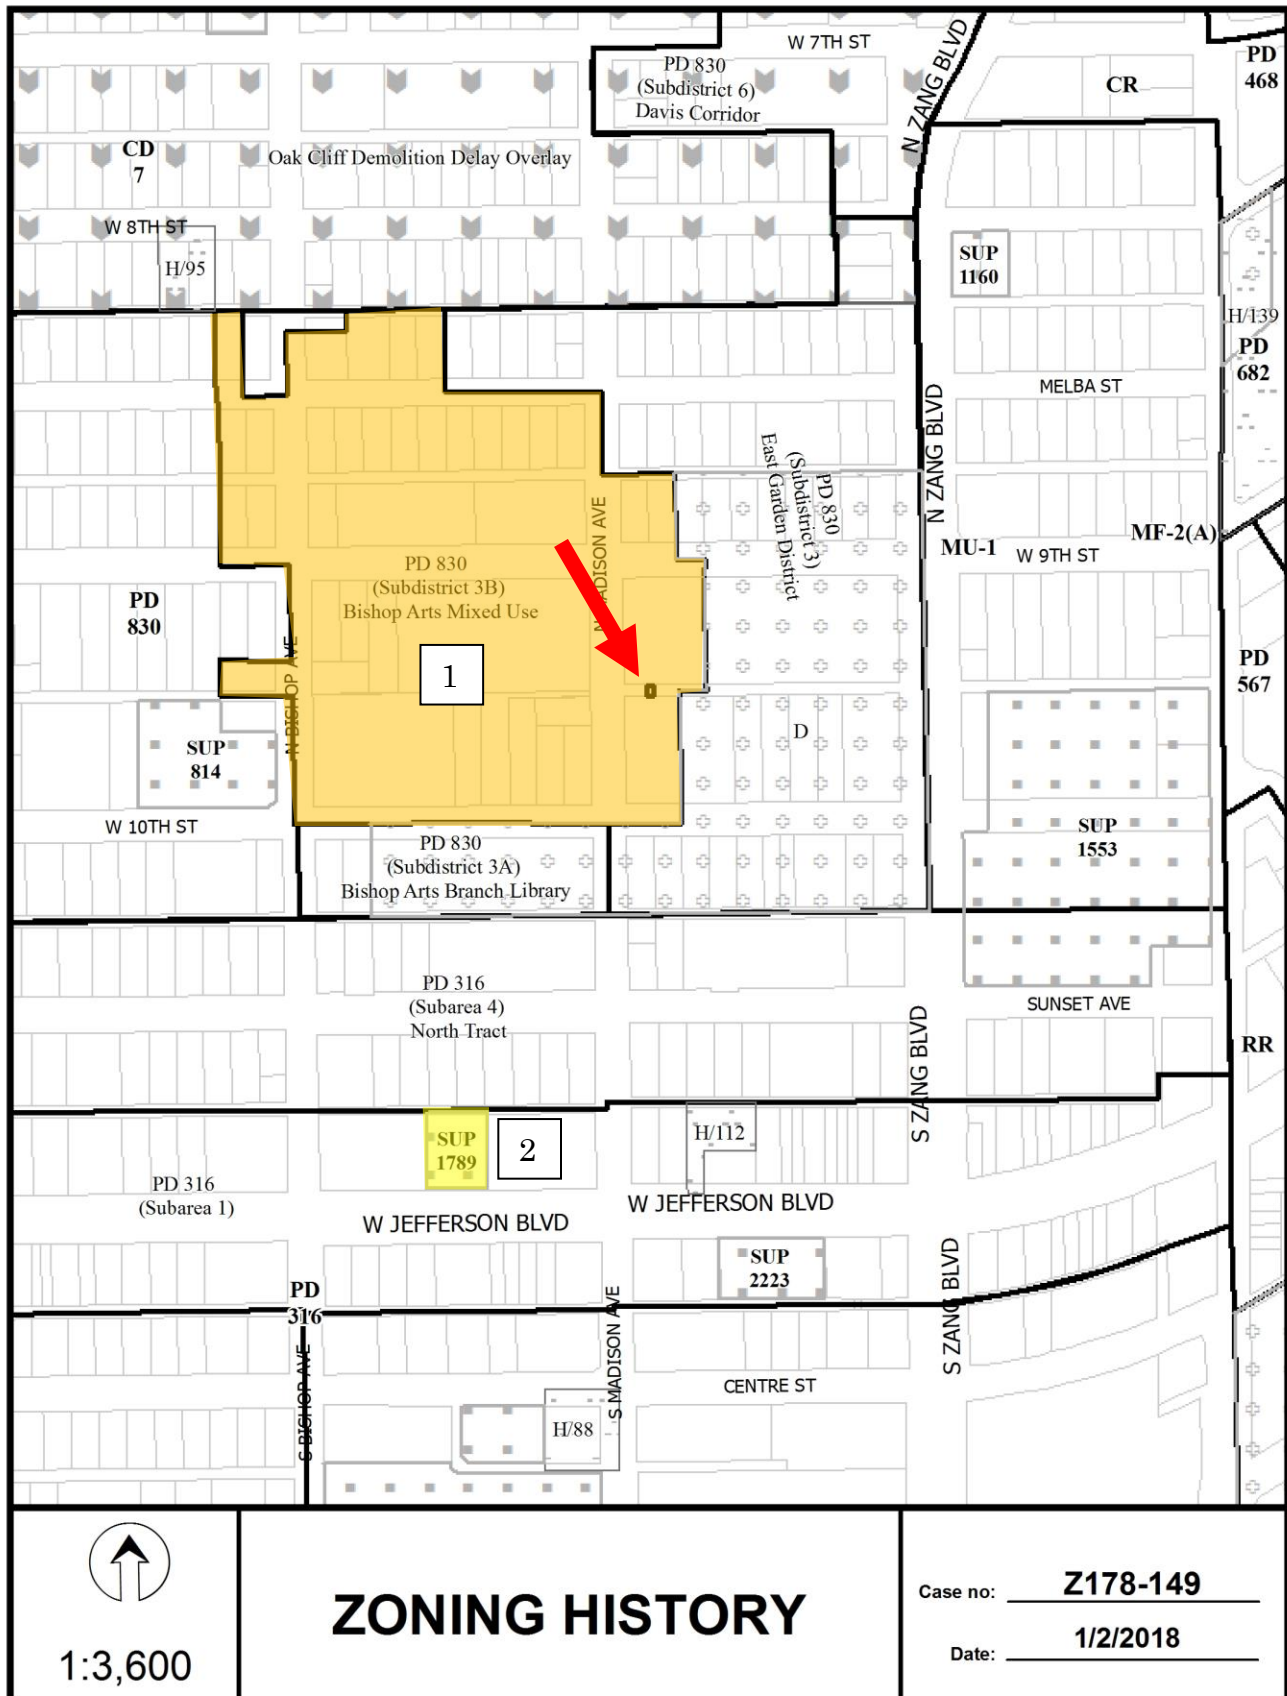 W 7TH ST
N ZANG BLVD
PD
468
PD 830
(Subdistrict 6)
Davis Corridor
CR
CD
7
Oak Cliff Demolition Delay Overlay
W 8TH ST
H/95
SUP
1160
H/139
PD
682
MELBA ST
N ZANG BLVD
PD 830
(Subdistrict 3)
East Garden District
N MADISON AVE
MU-1
MF-2(A)
W 9TH ST
PD 830
(Subdistrict 3B)
Bishop Arts Mixed Use
PD
830
1
N BISHOP AVE
PD
567
SUP
814
D
W 10TH ST
SUP
1553
PD 830
(Subdistrict 3A)
Bishop Arts Branch Library
PD 316
(Subarea 4)
North Tract
SUNSET AVE
RR
S ZANG BLVD
SUP
1789
2
H/112
PD 316
(Subarea 1)
W JEFFERSON BLVD
W JEFFERSON BLVD
SUP
2223
S ZANG BLVD
PD
316
S BISHOP AVE
S MADISON AVE
CENTRE ST
H/88
1:3,600
ZONING HISTORY
Case no: Z178-149
Date: 1/2/2018